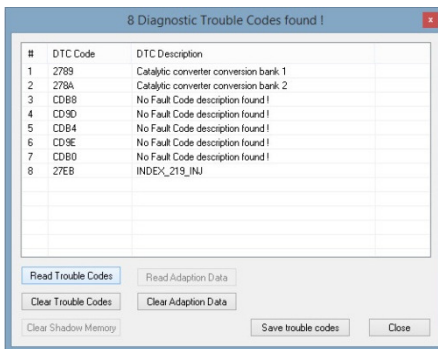 8 Diagnostic Trouble Codes found !
x
# DTC Code DTC Description
1 2789 Catalytic converter conversion bank 1
2 278A Catalytic converter conversion bank 2
3 CDB8 No Fault Code description found !
4 CD9D No Fault Code description found !
5 CDB4 No Fault Code description found !
6 CD9E No Fault Code description found !
7 CDB0 No Fault Code description found !
8 27EB INDEX_219_INJ
Read Trouble Codes Read Adaption Data
Clear Trouble Codes Clear Adaption Data
Clear Shadow Memory Save trouble codes Close